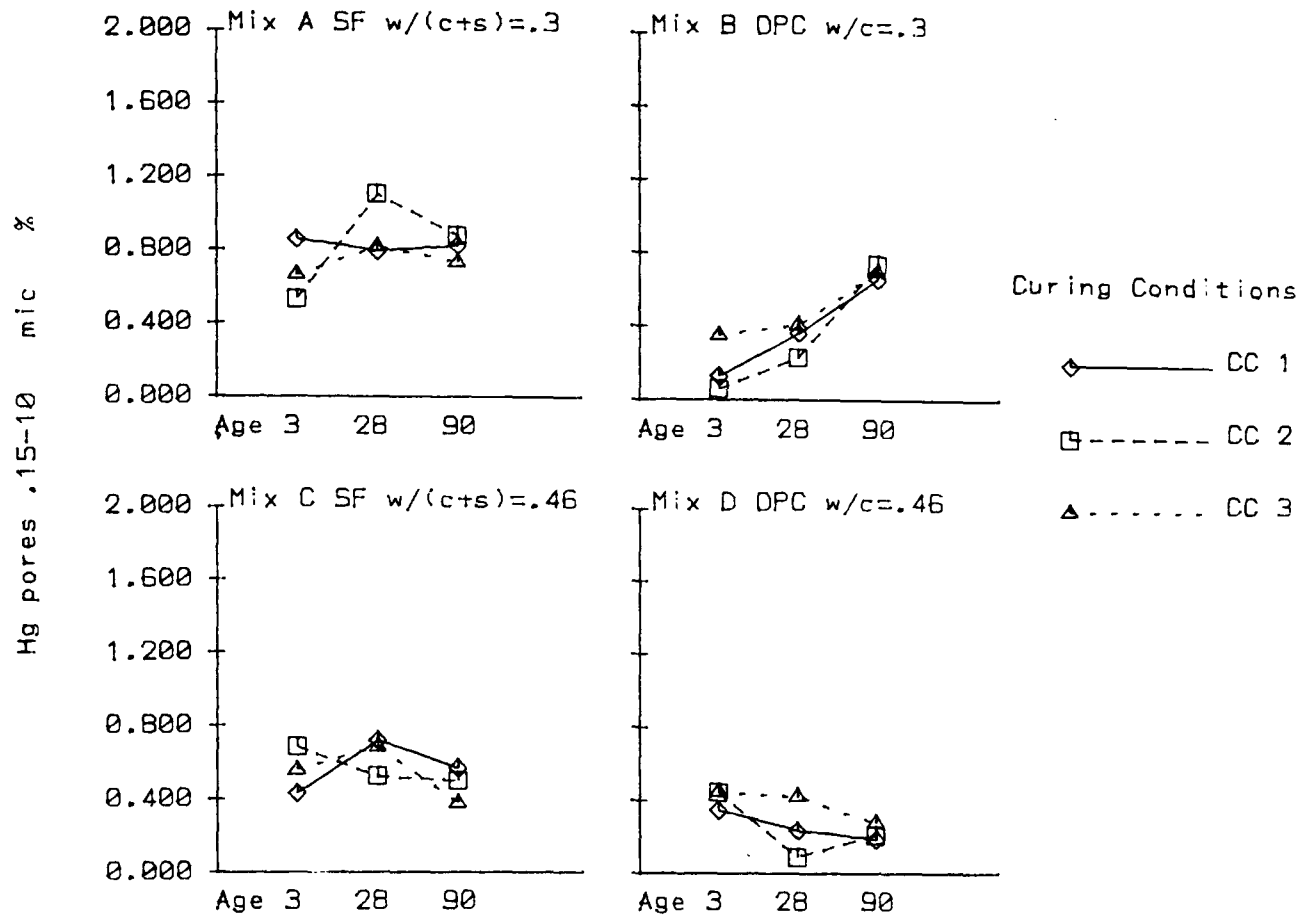 Hg pores .15-10 mic %
Mix A SF w/(c+s)=.3
2.000
1.600
1.200
0.800
0.400
0.000
Age 3 28 90
Mix B OPC w/c=.3
Age 3 28 90
Curing Conditions
CC 1
CC 2
CC 3
Mix C SF w/(c+s)=.46
2.000
1.600
1.200
0.800
0.400
0.000
Age 3 28 90
Mix D OPC w/c=.46
Age 3 28 90